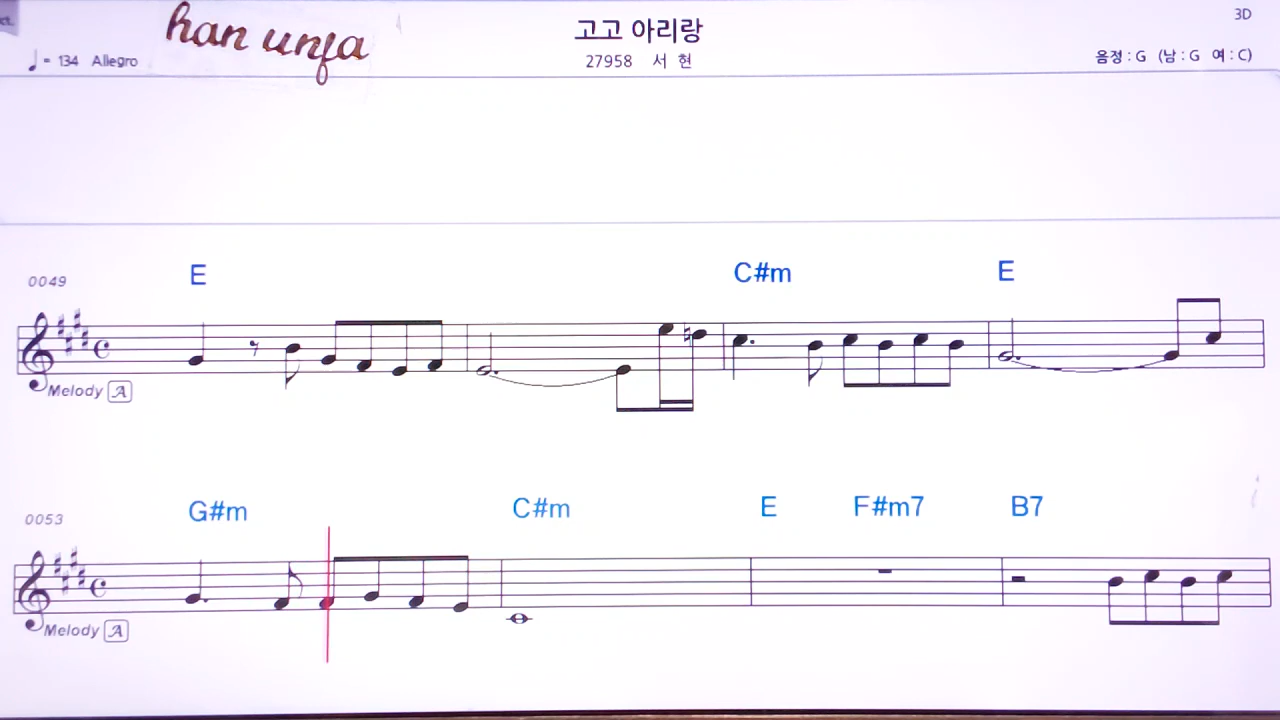 ct.
han unja
고고 아리랑
3D
♩ = 134 Allegro
27958 서 현
음정 : G (남 : G 여 : C)
0049
E C#m E
Melody A
0053
G#m C#m E F#m7 B7
Melody A